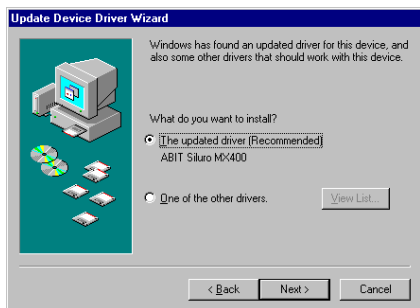 Update Device Driver Wizard
Windows has found an updated driver for this device, and
also some other drivers that should work with this device.
What do you want to install?
The updated driver (Recommended)
ABIT Siluro MX400
One of the other drivers.
View List...
< Back
Next >
Cancel